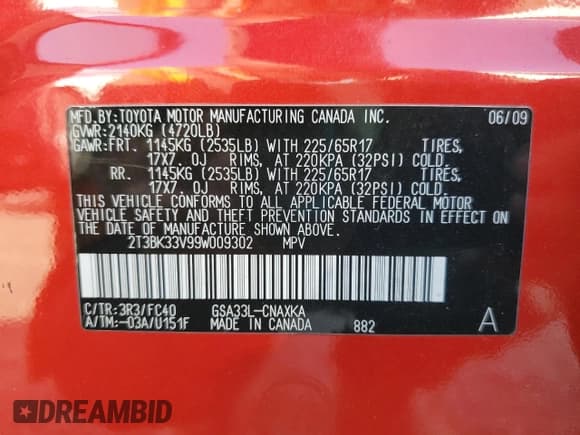 MFD.BY:TOYOTA MOTOR MANUFACTURING CANADA INC. 06/09
GVWR:2140KG (4720LB)
GAWR:FRT. 1145KG (2535LB) WITH 225/65R17 TIRES,
17X7. OJ RIMS, AT 220KPA (32PSI) COLD.
RR. 1145KG (2535LB) WITH 225/65R17 TIRES,
17X7. OJ RIMS, AT 220KPA (32PSI) COLD.
THIS VEHICLE CONFORMS TO ALL APPLICABLE FEDERAL MOTOR
VEHICLE SAFETY AND THEFT PREVENTION STANDARDS IN EFFECT ON
THE DATE OF MANUFACTURE SHOWN ABOVE.
2T3BK33V99W009302 MPV
C/TR:3R3/FC40 GSA33L-CNAXKA
A/TM:-03A/U151F MADE IN CANADA 882 A
DREAMBID